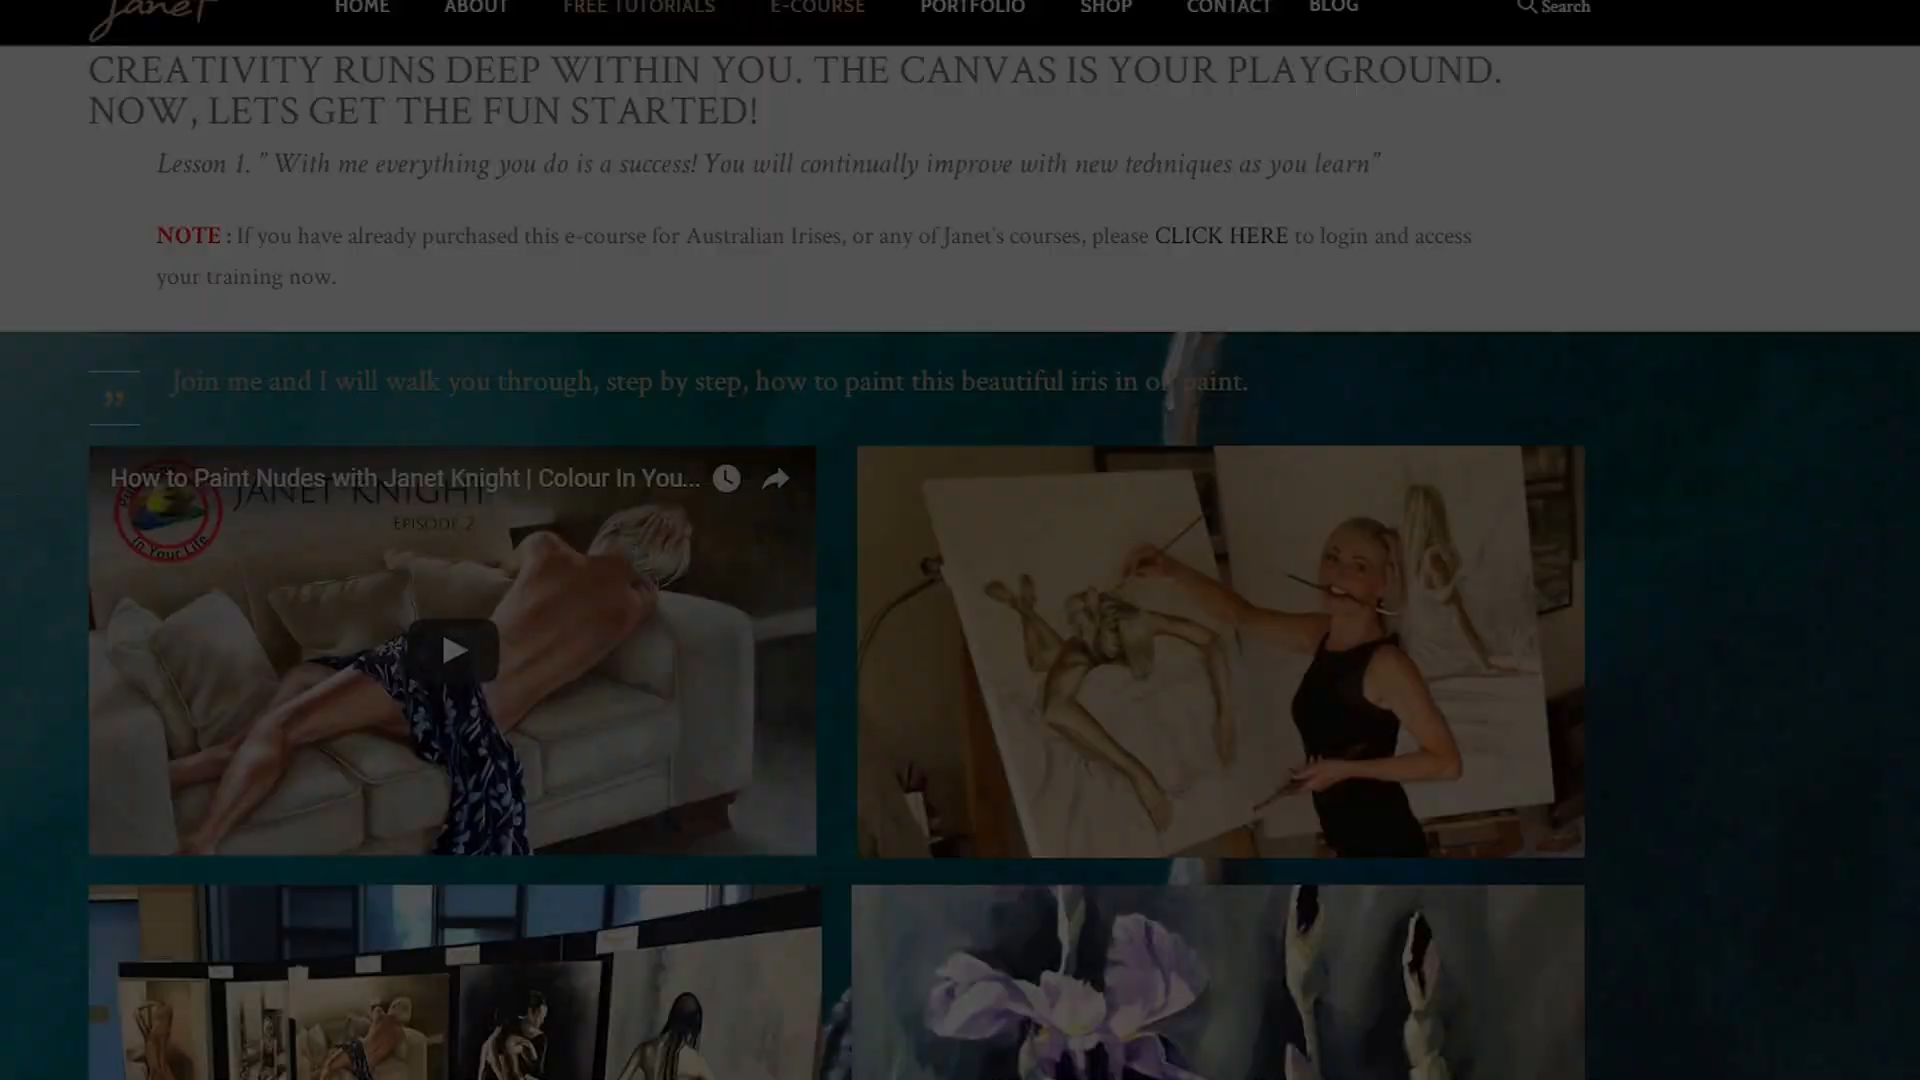 Janet
HOME ABOUT FREE TUTORIALS E-COURSE PORTFOLIO SHOP CONTACT BLOG Search
CREATIVITY RUNS DEEP WITHIN YOU. THE CANVAS IS YOUR PLAYGROUND.
NOW, LETS GET THE FUN STARTED!
Lesson 1. " With me everything you do is a success! You will continually improve with new techniques as you learn"
NOTE : If you have already purchased this e-course for Australian Irises, or any of Janet's courses, please CLICK HERE to login and access
your training now.
" Join me and I will walk you through, step by step, how to paint this beautiful iris in oil paint.
How to Paint Nudes with Janet Knight | Colour In You...
JANET KNIGHT
EPISODE 2
In Your Life